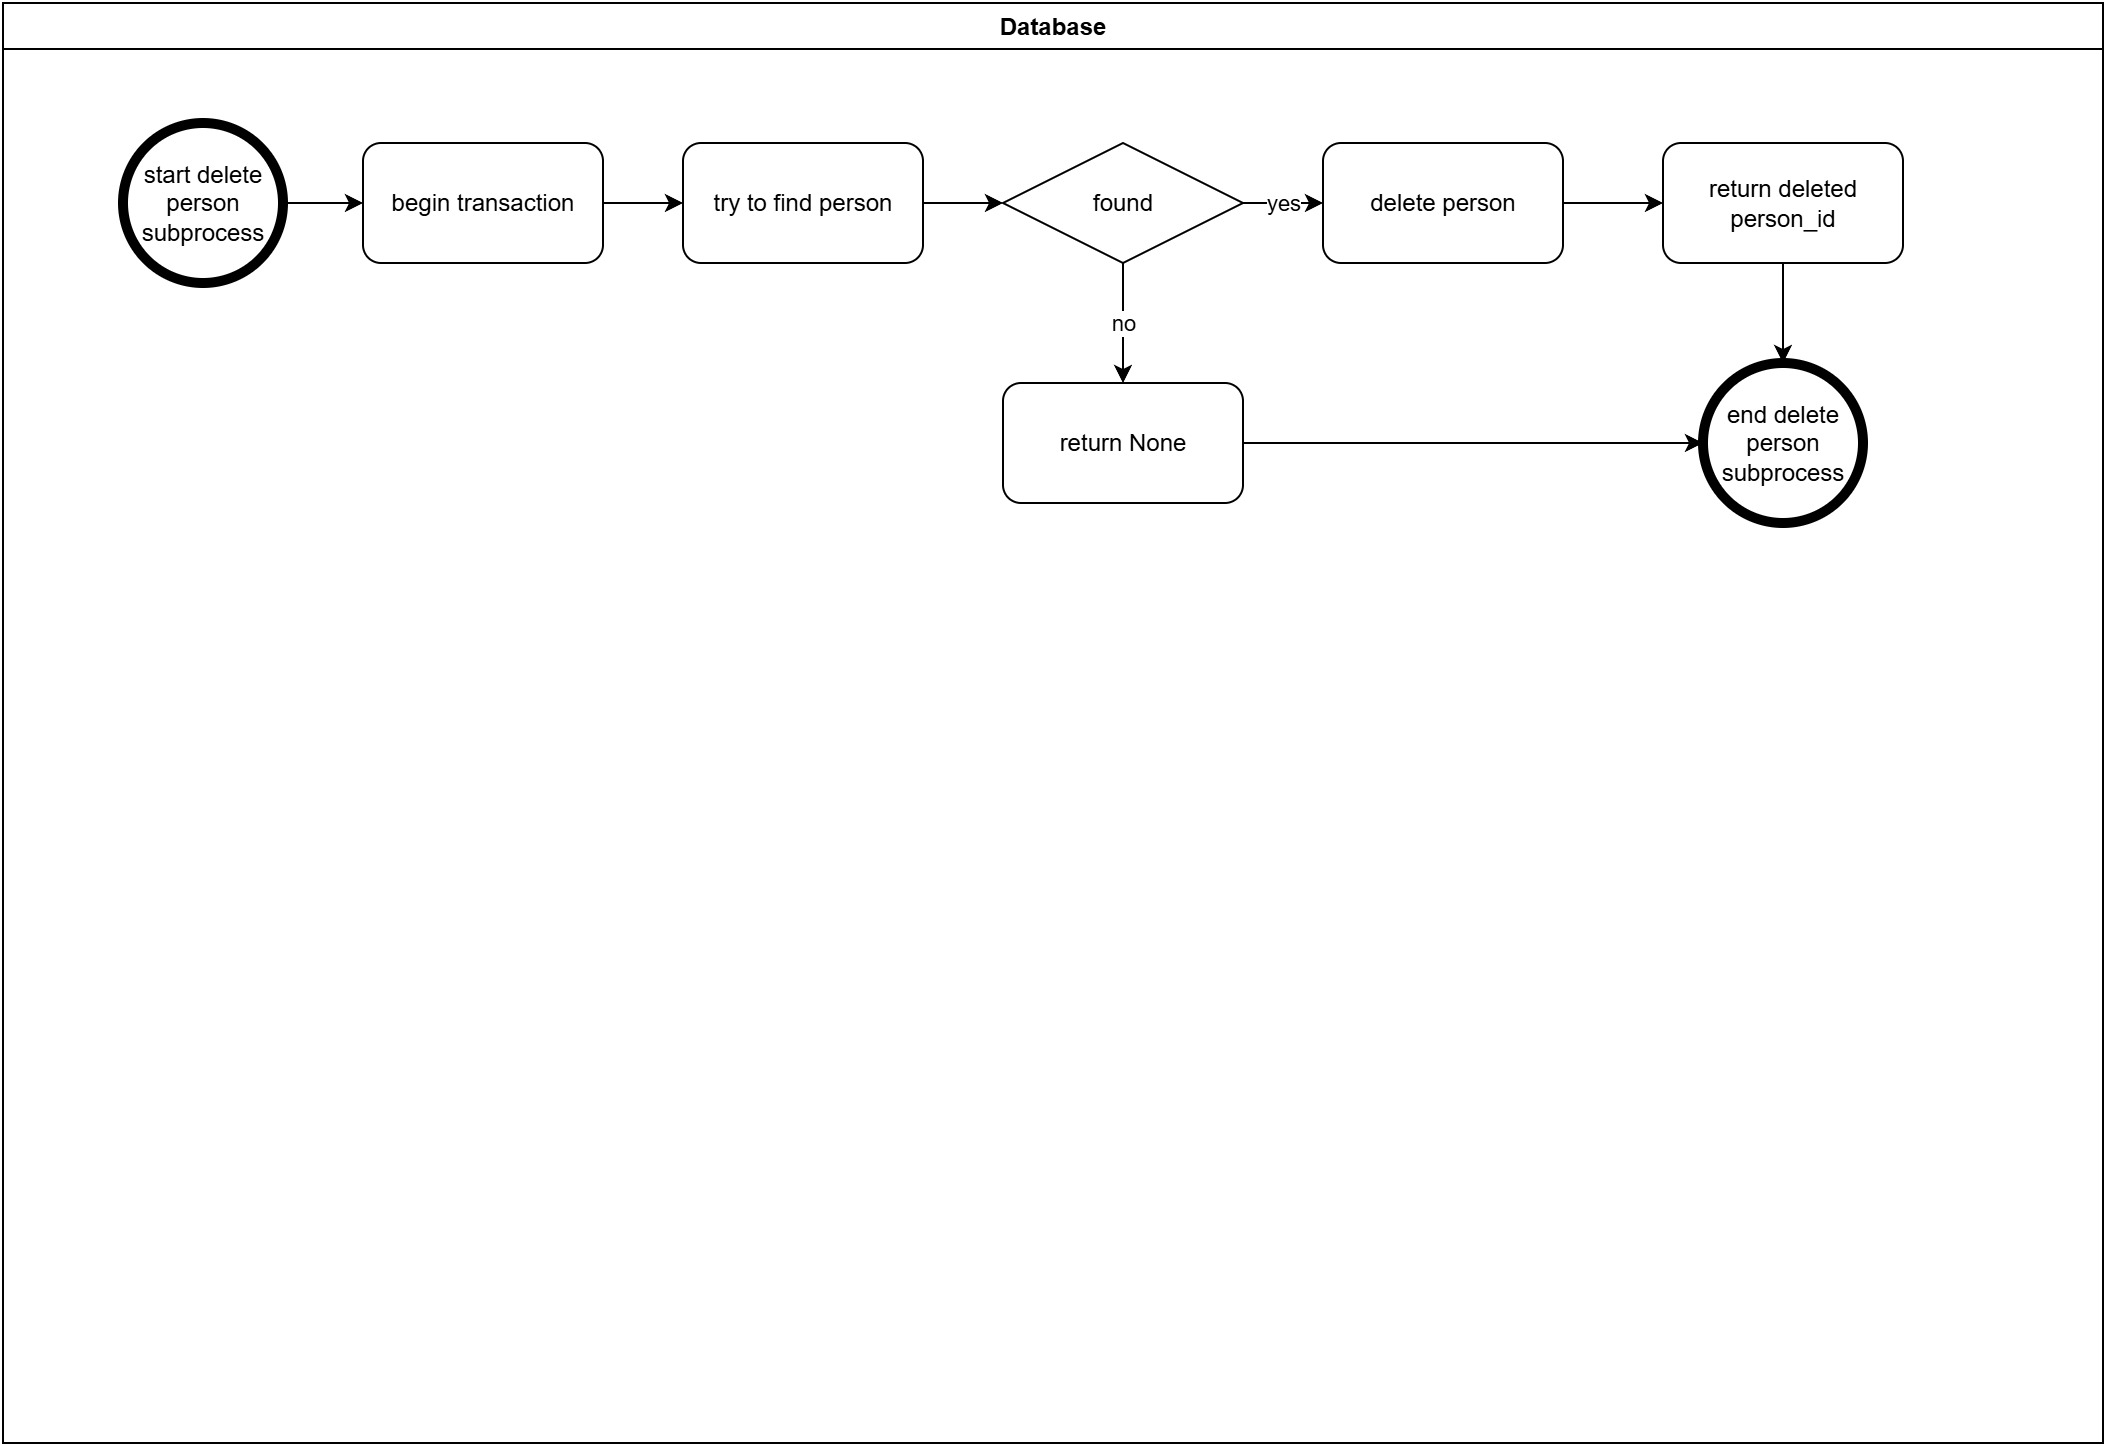 Database
start delete
person
subprocess
begin transaction
try to find person
found
yes
delete person
return deleted
person_id
no
return None
end delete
person
subprocess